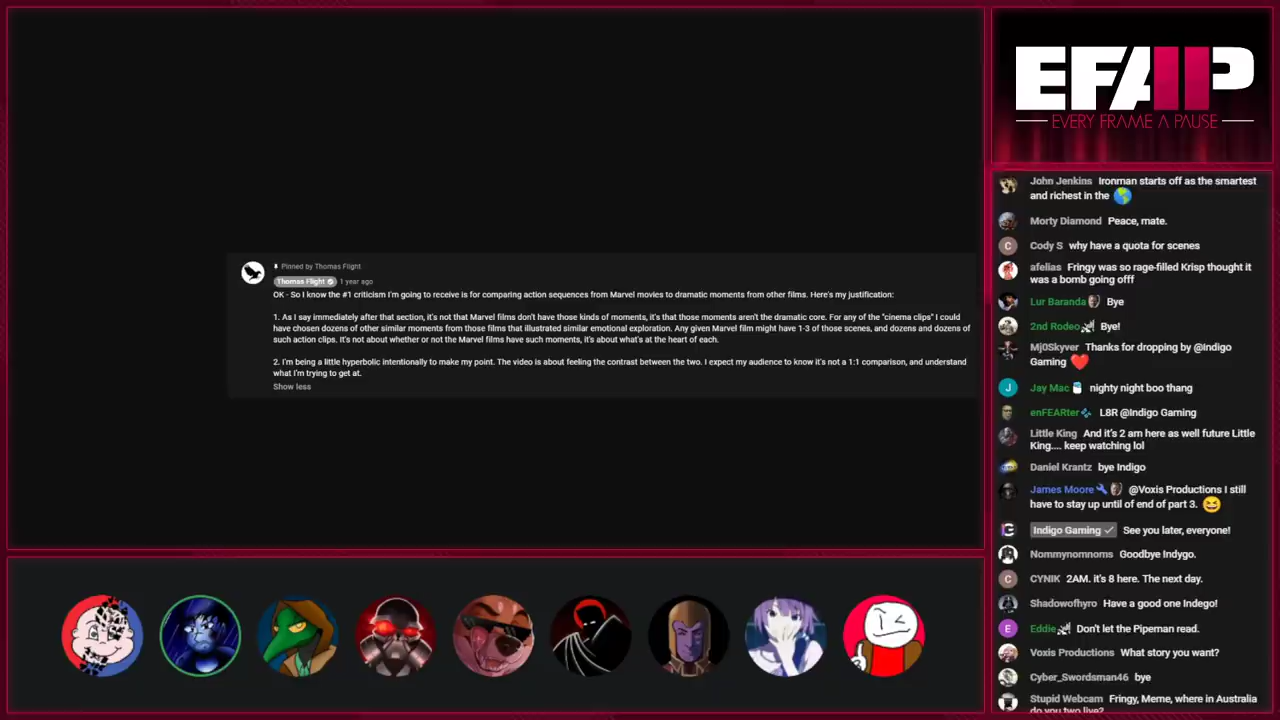 Pinned by Thomas Flight
Thomas Flight 1 year ago
OK - So I know the #1 criticism I'm going to receive is for comparing action sequences from Marvel movies to dramatic moments from other films. Here's my justification:
1. As I say immediately after that section, it's not that Marvel films don't have those kinds of moments, it's that those moments aren't the dramatic core. For any of the "cinema clips" I could
have chosen dozens of other similar moments from those films that illustrated similar emotional exploration. Any given Marvel film might have 1-3 of those scenes, and dozens and dozens of
such action clips. It's not about whether or not the Marvel films have such moments, it's about what's at the heart of each.
2. I'm being a little hyperbolic intentionally to make my point. The video is about feeling the contrast between the two. I expect my audience to know it's not a 1:1 comparison, and understand
what I'm trying to get at.
Show less
EFAP
EVERY FRAME A PAUSE
John Jenkins Ironman starts off as the smartest
and richest in the
Morty Diamond Peace, mate.
C
Cody S why have a quota for scenes
afelias Fringy was so rage-filled Krisp thought it
was a bomb going offf
Lur Baranda Bye
2nd Rodeo Bye!
Mj0Skyver Thanks for dropping by @Indigo
Gaming
J
Jay Mac nighty night boo thang
enFEARter L8R @Indigo Gaming
Little King And it's 2 am here as well future Little
King.... keep watching lol
Daniel Krantz bye Indigo
James Moore @Voxis Productions I still
have to stay up until of end of part 3.
Indigo Gaming See you later, everyone!
Nommynomnoms Goodbye Indygo.
C
CYNIK 2AM. it's 8 here. The next day.
Shadowofhyro Have a good one Indego!
E
Eddie Don't let the Pipeman read.
Voxis Productions What story you want?
Cyber_Swordsman46 bye
Stupid Webcam Fringy, Meme, where in Australia
do you two live?